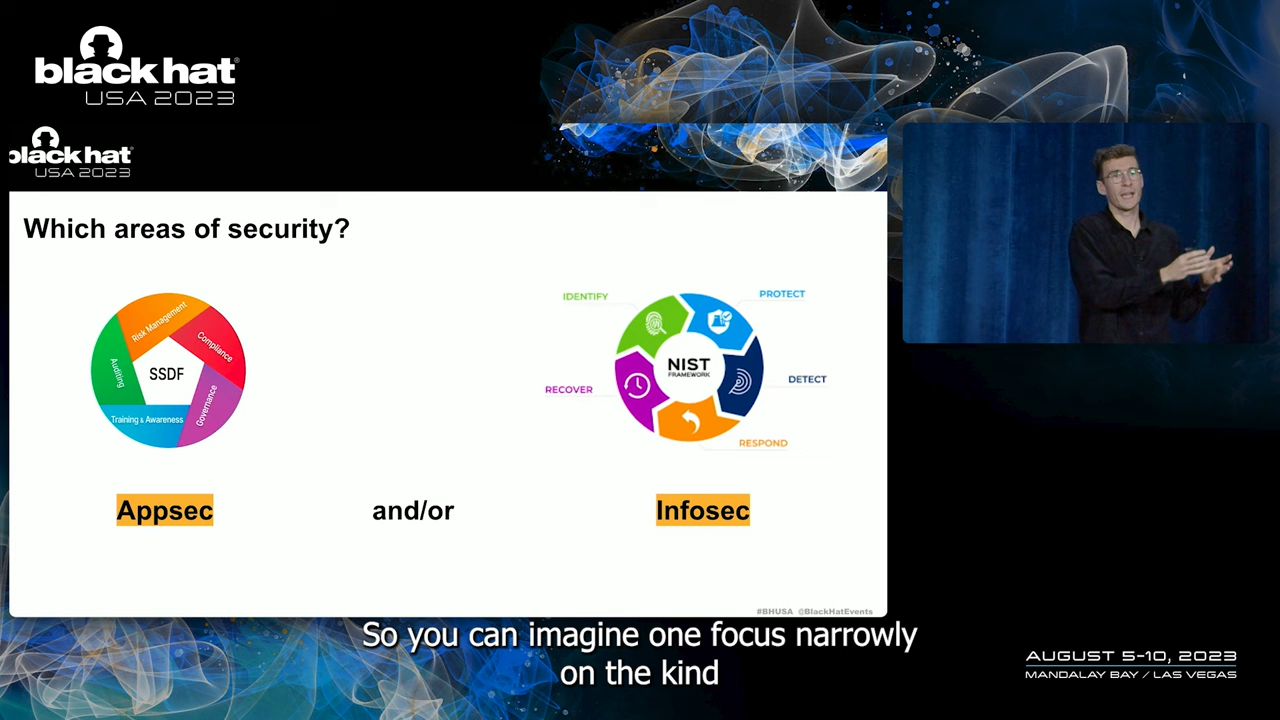 black hat®
USA 2023
black hat®
USA 2023
Which areas of security?
Risk Management
Compliance
Governance
Training & Awareness
Auditing
SSDF
IDENTIFY
PROTECT
DETECT
RESPOND
RECOVER
NIST
FRAMEWORK
Appsec
and/or
Infosec
#BHUSA @BlackHatEvents
So you can imagine one focus narrowly
on the kind
AUGUST 5-10, 2023
MANDALAY BAY / LAS VEGAS